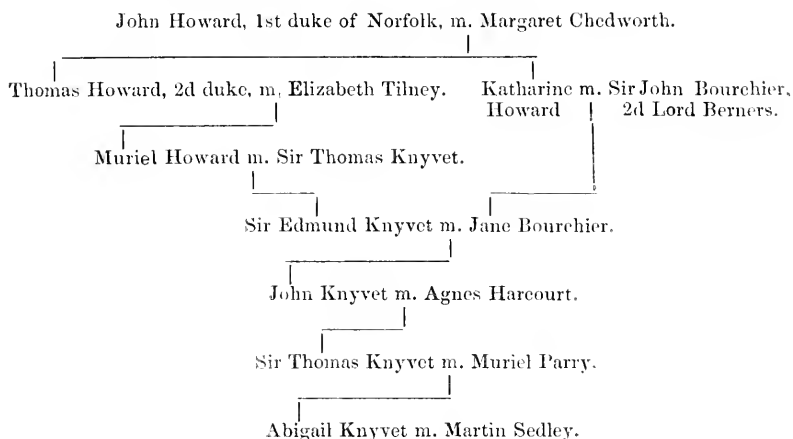 John Howard, 1st duke of Norfolk, m. Margaret Chedworth.
Thomas Howard, 2d duke, m. Elizabeth Tilney. Katharine m. Sir John Bourchier,
Howard 2d Lord Berners.
Muriel Howard m. Sir Thomas Knyvet.
Sir Edmund Knyvet m. Jane Bourchier.
John Knyvet m. Agnes Harcourt.
Sir Thomas Knyvet m. Muriel Parry.
Abigail Knyvet m. Martin Sedley.